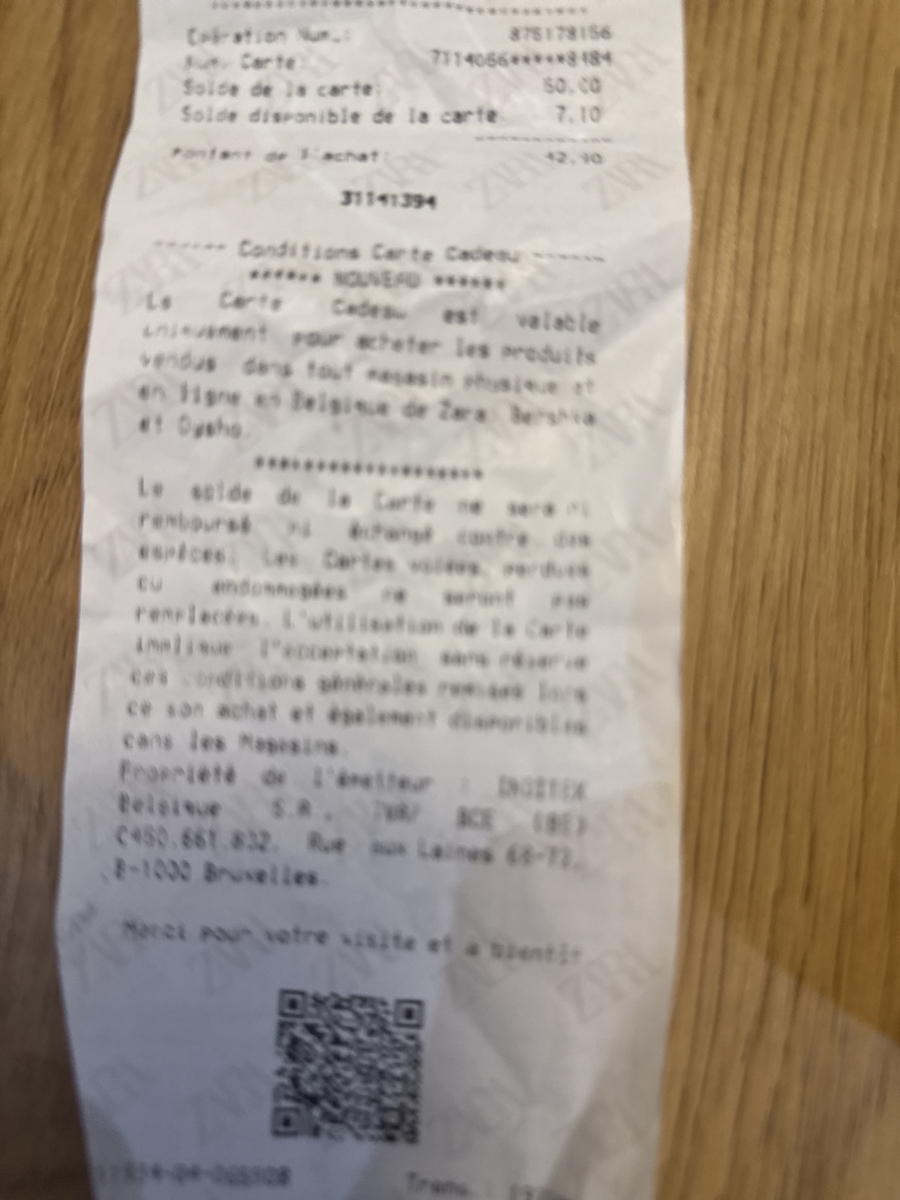 ********************************
Opération Num.: 875178156
Num. Carte: 7114056*****8484
Solde de la carte: 50.00
Solde disponible de la carte 7.10
Montant de l'achat: 42.90
31141394
------ Conditions Carte Cadeau ------
****** NOUVEAU ******
La Carte Cadeau est valable
uniquement pour acheter les produits
vendus dans tout magasin physique et
en ligne en Belgique de Zara, Bershka
et Oysho.
********************
Le solde de la Carte ne sera ni
remboursé ni échangé contre des
espèces. Les Cartes volées, perdues
ou endommagées ne seront pas
remplacées. L'utilisation de la Carte
implique l'acceptation sans réserve
des conditions générales remises lors
de son achat et également disponibles
dans les Magasins.
Propriété de l'émetteur : INDITEX
Belgique S.A., TVA/ BCE (BE)
0450.661.832. Rue aux Laines 68-72,
B-1000 Bruxelles.
Merci pour votre visite et à bientôt
Trans.: